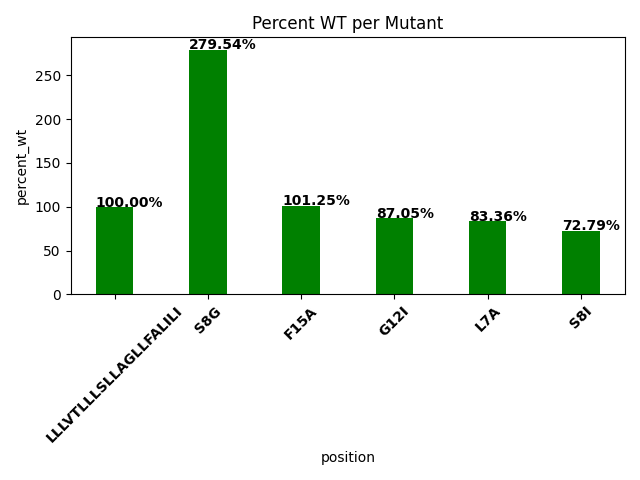 Percent WT per Mutant
percent_wt
250
200
150
100
50
0
100.00%
279.54%
101.25%
87.05%
83.36%
72.79%
LLLVTLLLSLLAGLLFALILI
S8G
F15A
G12I
L7A
S8I
position